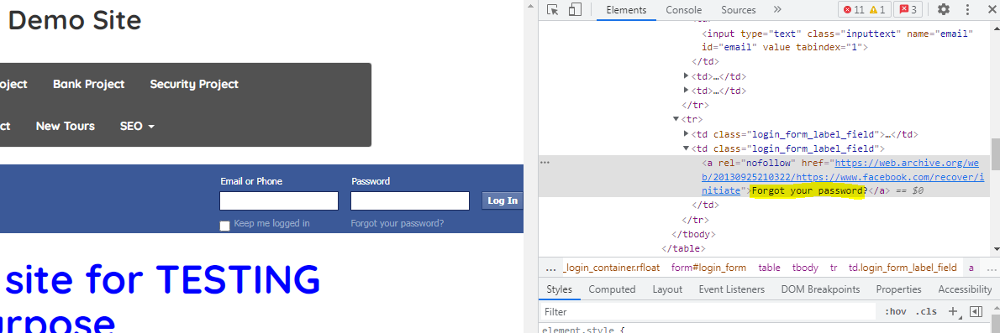 Demo Site
oject Bank Project Security Project
ct New Tours SEO
Email or Phone Password
Log In
Keep me logged in Forgot your password?
site for TESTING
urpose
Elements Console Sources » 11 1 3
<input type="text" class="inputtext" name="email"
id="email" value tabindex="1">
</td>
<td>…</td>
<td>…</td>
</tr>
<tr>
<td class="login_form_label_field">…</td>
<td class="login_form_label_field">
<a rel="nofollow" href="https://web.archive.org/we
b/20130925210322/https://www.facebook.com/recover/i
nitiate">Forgot your password?</a> == $0
</td>
</tr>
</tbody>
</table>
… _login_container.rfloat form#login_form table tbody tr td.login_form_label_field a …
Styles Computed Layout Event Listeners DOM Breakpoints Properties Accessibility
Filter :hov .cls +
element.style {